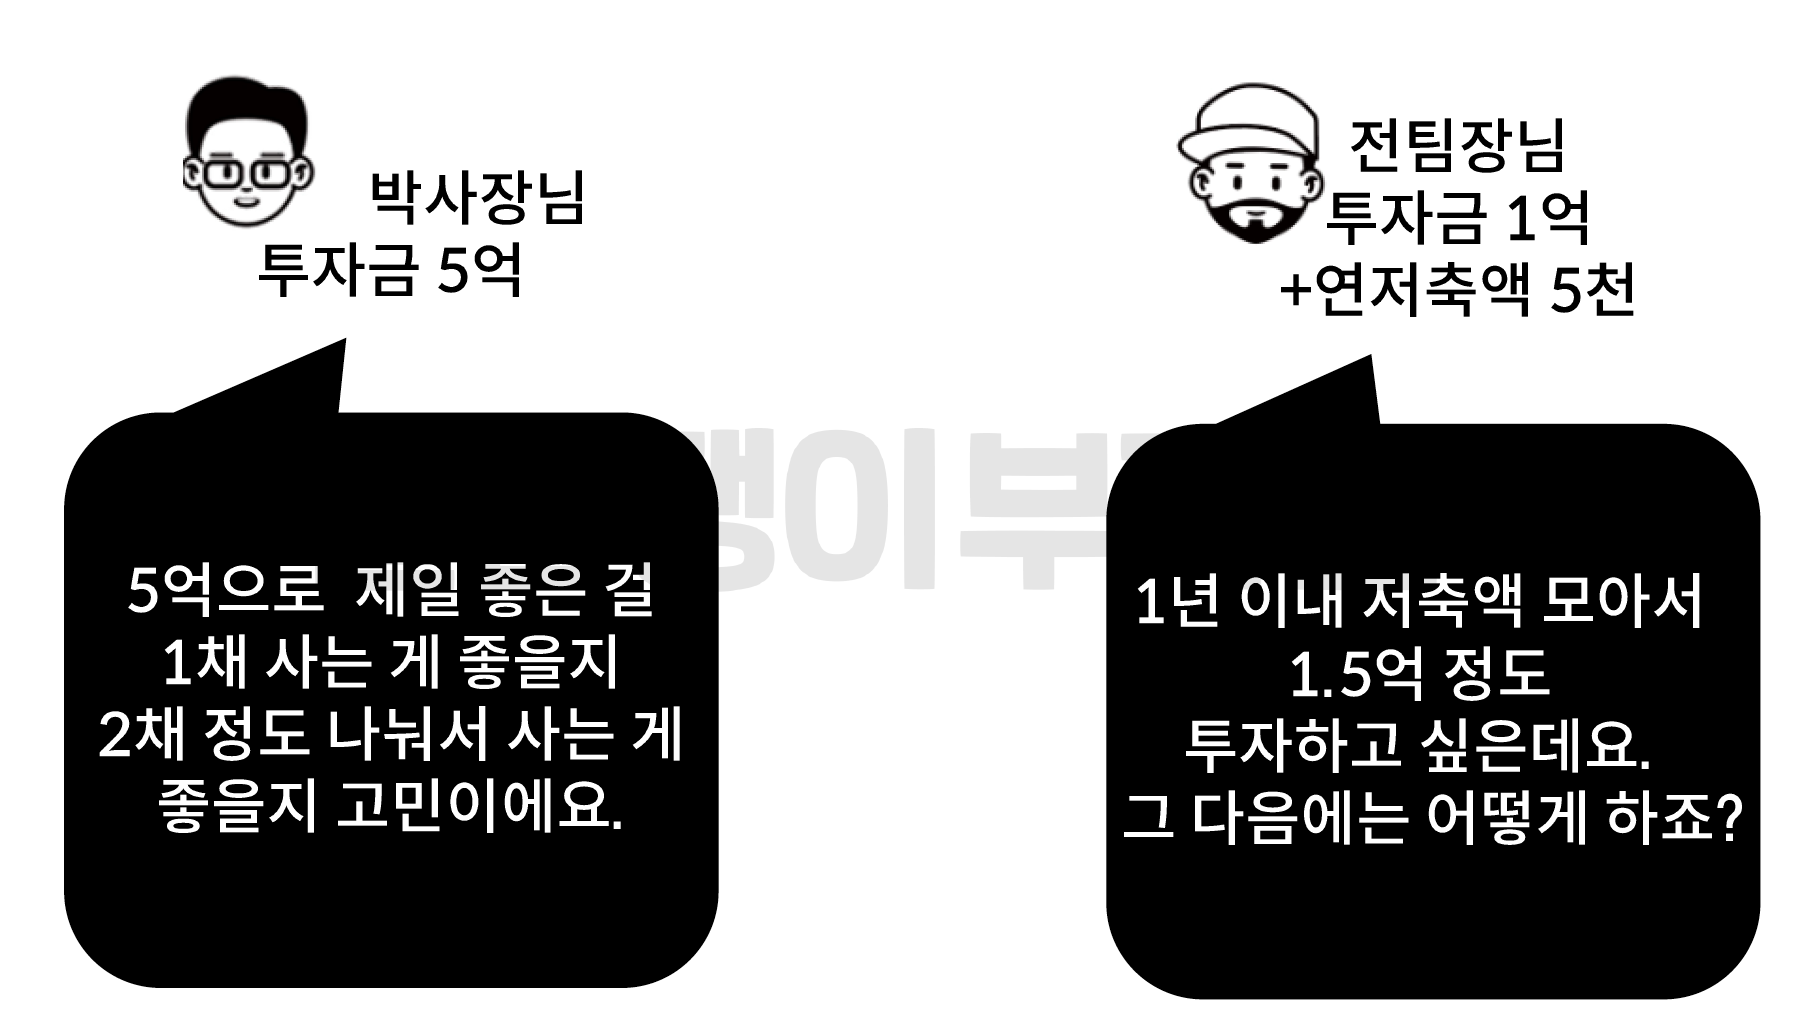 박사장님
투자금 5억
전팀장님
투자금 1억
+연저축액 5천
5억으로 제일 좋은 걸
1채 사는 게 좋을지
2채 정도 나눠서 사는 게
좋을지 고민이에요.
1년 이내 저축액 모아서
1.5억 정도
투자하고 싶은데요.
그 다음에는 어떻게 하죠?